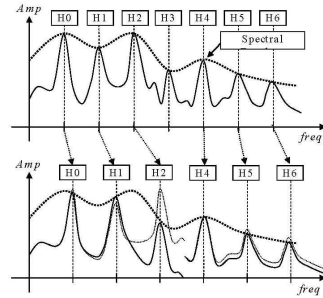 Amp
H0 H1 H2 H3 H4 H5 H6
Spectral
freq
Amp
H0 H1 H2 H4 H5 H6
freq